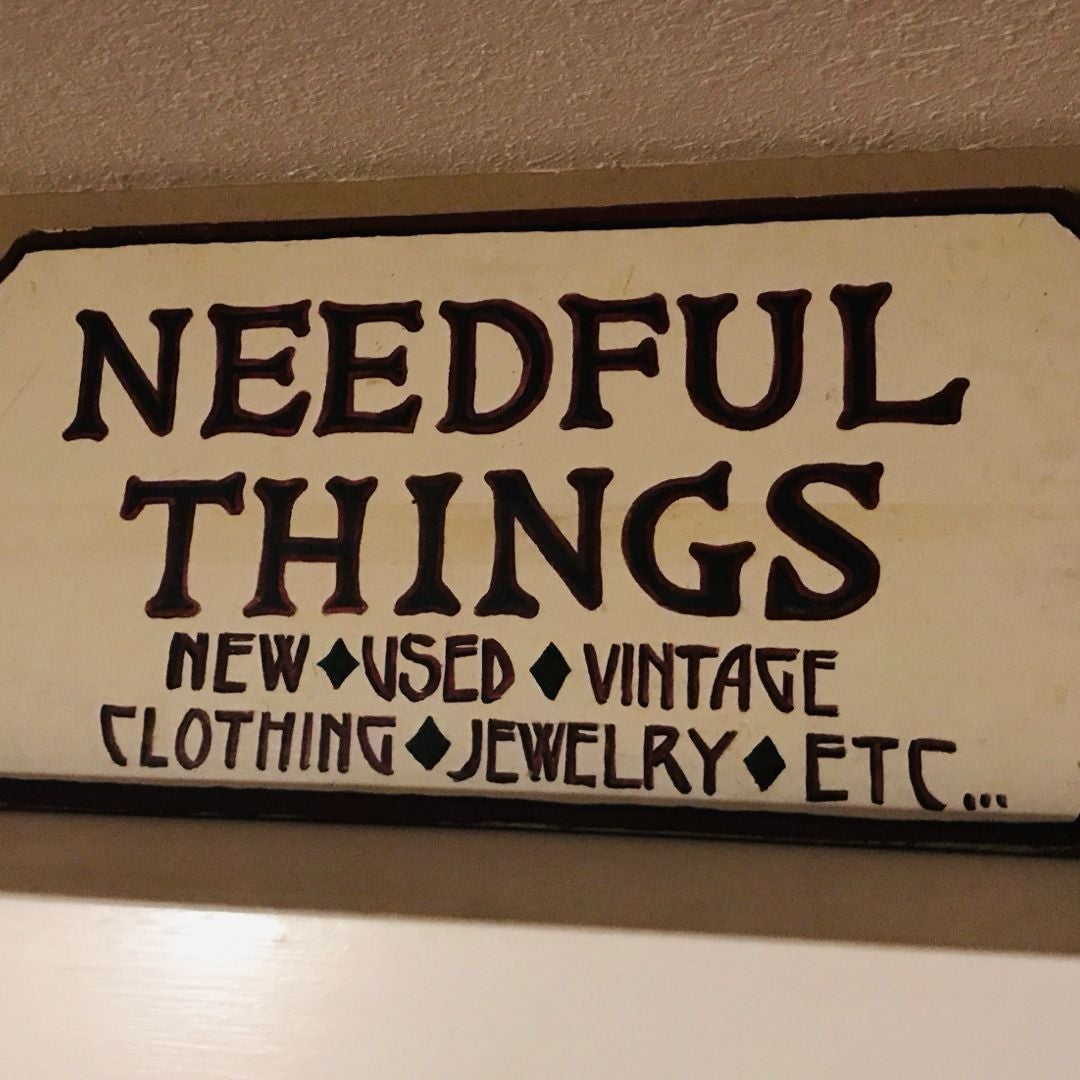 NEEDFUL
THINGS
NEW ♦ USED ♦ VINTAGE
CLOTHING ♦ JEWELRY ♦ ETC...